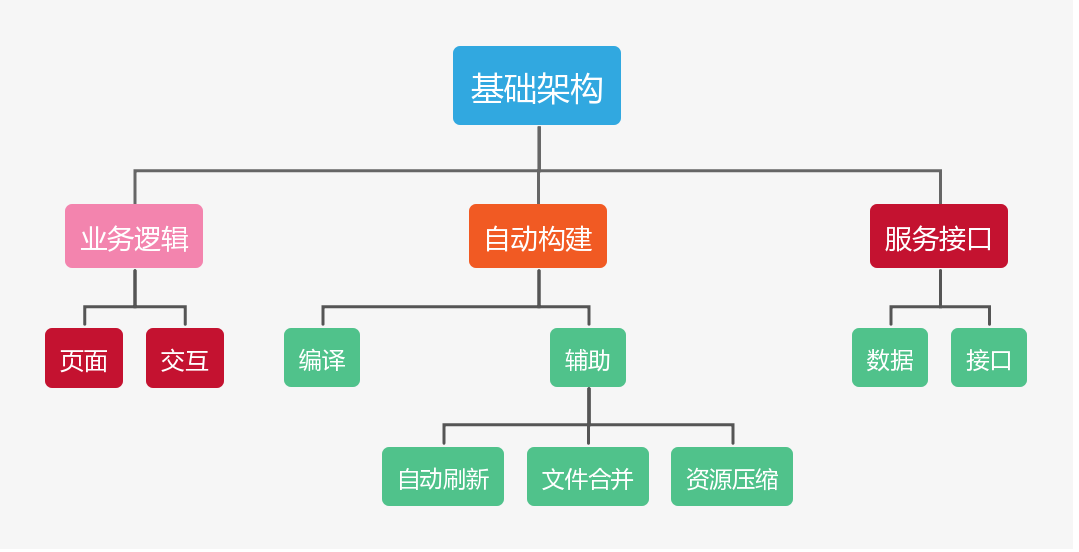 基础架构
业务逻辑
自动构建
服务接口
页面
交互
编译
辅助
数据
接口
自动刷新
文件合并
资源压缩